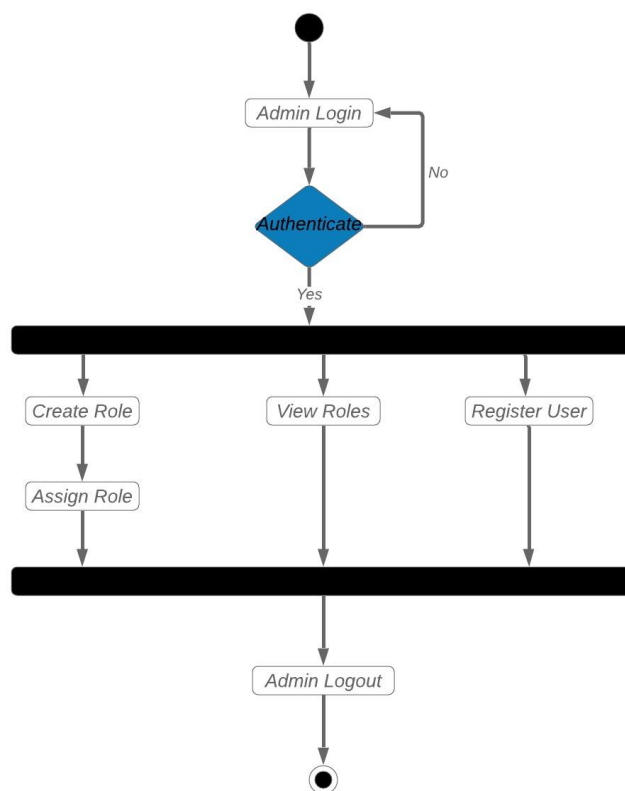 Admin Login
No
Authenticate
Yes
Create Role
View Roles
Register User
Assign Role
Admin Logout